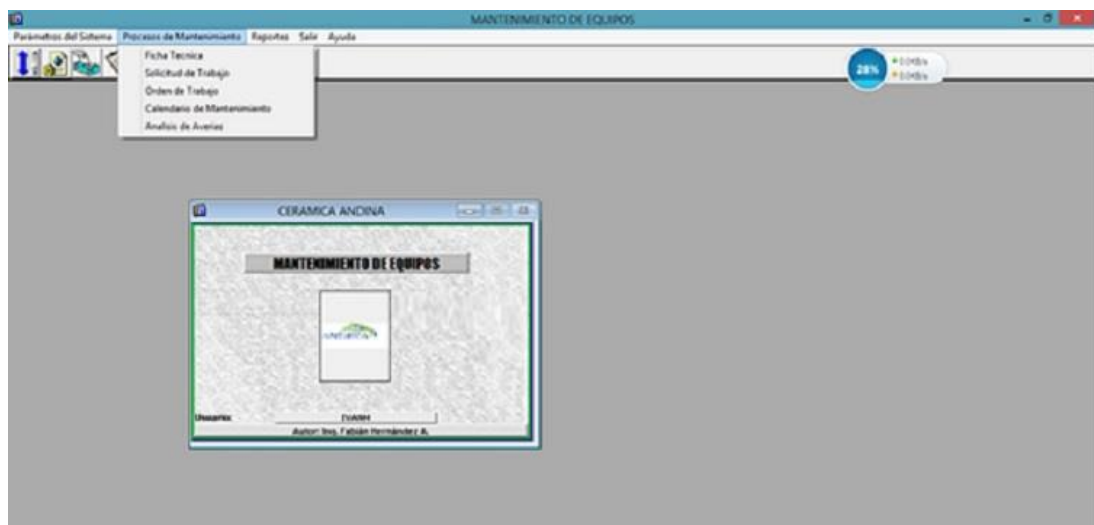 MANTENIMIENTO DE EQUIPOS
Parámetros del Sistema Procesos de Mantenimiento Reportes Salir Ayuda
Ficha Tecnica
Solicitud de Trabajo
Orden de Trabajo
Calendario de Mantenimiento
Analisis de Averias
28%
CERAMICA ANDINA
MANTENIMIENTO DE EQUIPOS
Usuario:
Autor: Ing. Fabián Hernández A.